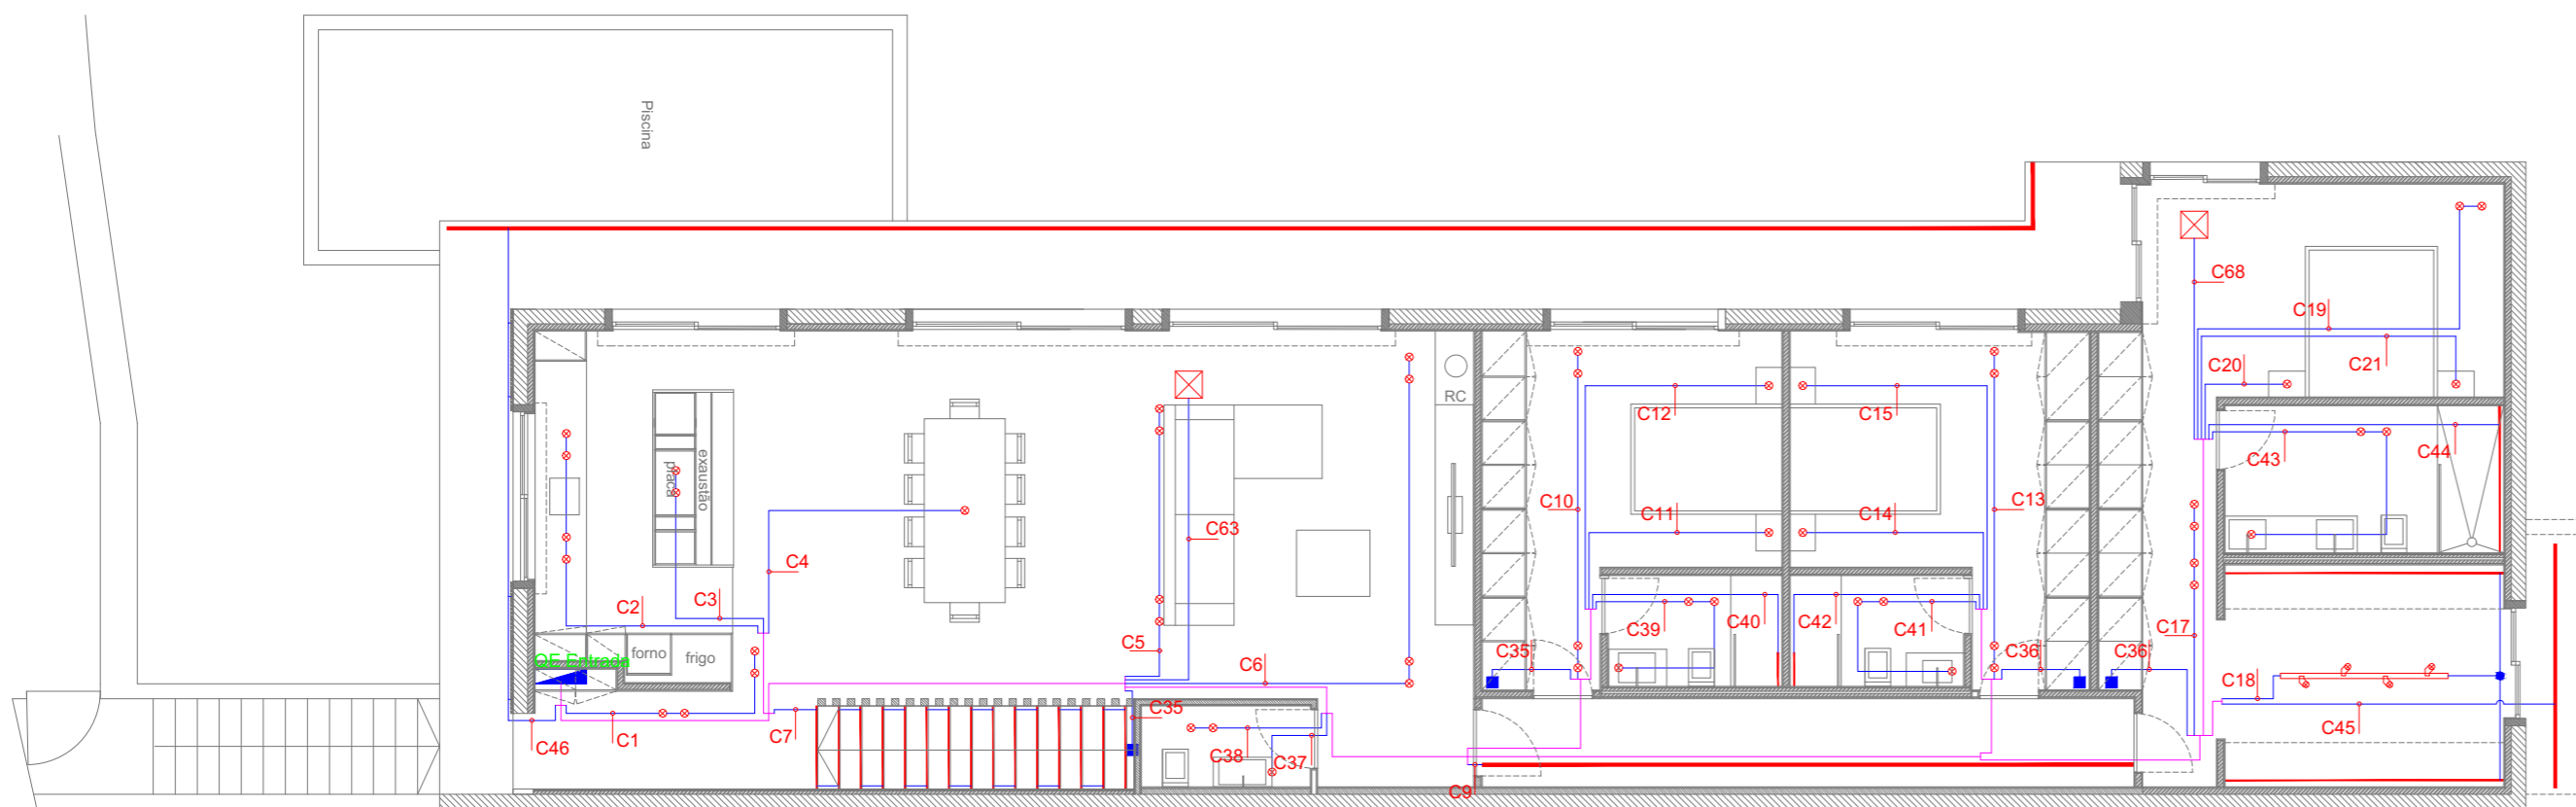 Piscina
C68
C19
C20
C21
RC
C12
C15
C44
C43
exaustão
placa
C10
C13
C11
C14
C63
C4
C2
C3
C39
C40
C42
C41
C17
C5
C35
C36
C36
forno
frigo
QE Entrada
C6
C18
C35
C46
C1
C7
C38
C37
C45
C9